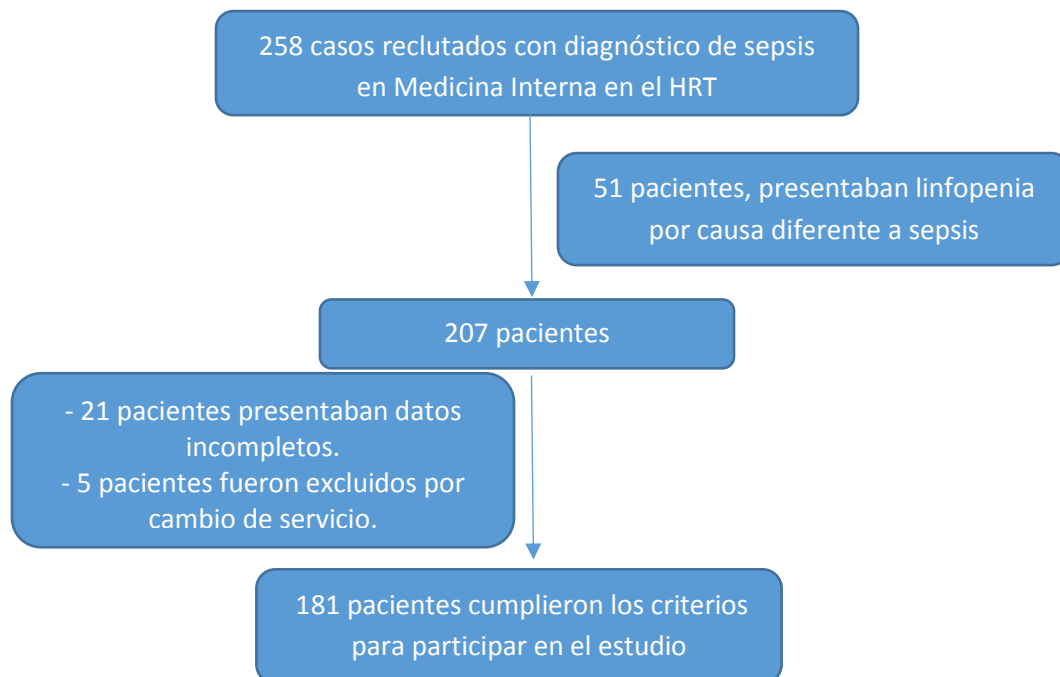 258 casos reclutados con diagnóstico de sepsis
en Medicina Interna en el HRT
51 pacientes, presentaban linfopenia
por causa diferente a sepsis
207 pacientes
- 21 pacientes presentaban datos
incompletos.
- 5 pacientes fueron excluidos por
cambio de servicio.
181 pacientes cumplieron los criterios
para participar en el estudio